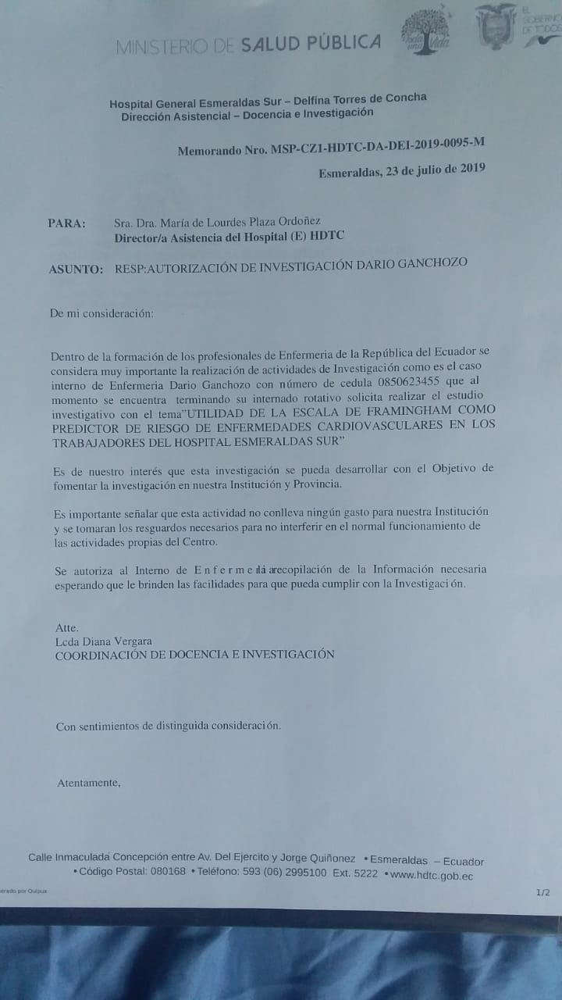 MINISTERIO DE SALUD PÚBLICA
toda una Vida
EL
GOBIERNO
DE TODOS
Hospital General Esmeraldas Sur – Delfina Torres de Concha
Dirección Asistencial – Docencia e Investigación
Memorando Nro. MSP-CZ1-HDTC-DA-DEI-2019-0095-M
Esmeraldas, 23 de julio de 2019
PARA: Sra. Dra. María de Lourdes Plaza Ordoñez
Director/a Asistencia del Hospital (E) HDTC
ASUNTO: RESP:AUTORIZACIÓN DE INVESTIGACIÓN DARIO GANCHOZO
De mi consideración:
Dentro de la formación de los profesionales de Enfermeria de la República del Ecuador se
considera muy importante la realización de actividades de Investigación como es el caso
interno de Enfermeria Dario Ganchozo con número de cedula 0850623455 que al
momento se encuentra terminando su internado rotativo solicita realizar el estudio
investigativo con el tema"UTILIDAD DE LA ESCALA DE FRAMINGHAM COMO
PREDICTOR DE RIESGO DE ENFERMEDADES CARDIOVASCULARES EN LOS
TRABAJADORES DEL HOSPITAL ESMERALDAS SUR"
Es de nuestro interés que esta investigación se pueda desarrollar con el Objetivo de
fomentar la investigación en nuestra Institución y Provincia.
Es importante señalar que esta actividad no conlleva ningún gasto para nuestra Institución
y se tomaran los resguardos necesarios para no interferir en el normal funcionamiento de
las actividades propias del Centro.
Se autoriza al Interno de Enfermeria la recopilación de la Información necesaria
esperando que le brinden las facilidades para que pueda cumplir con la Investigación.
Atte.
Lcda Diana Vergara
COORDINACIÓN DE DOCENCIA E INVESTIGACIÓN
Con sentimientos de distinguida consideración.
Atentamente,
Calle Inmaculada Concepción entre Av. Del Ejercito y Jorge Quiñonez • Esmeraldas – Ecuador
• Código Postal: 080168 • Teléfono: 593 (06) 2995100 Ext. 5222 • www.hdtc.gob.ec
erado por Quipux
1/2